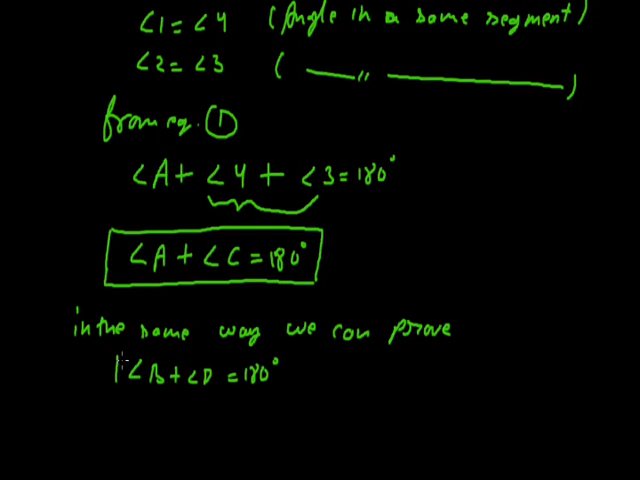 ∠1 = ∠4 (Angle in a same segment)
∠2 = ∠3 ( —— " ———— )
from eq. ①
∠A + ∠4 + ∠3 = 180°
∠A + ∠C = 180°
in the same way we can prove
∠B + ∠D = 180°